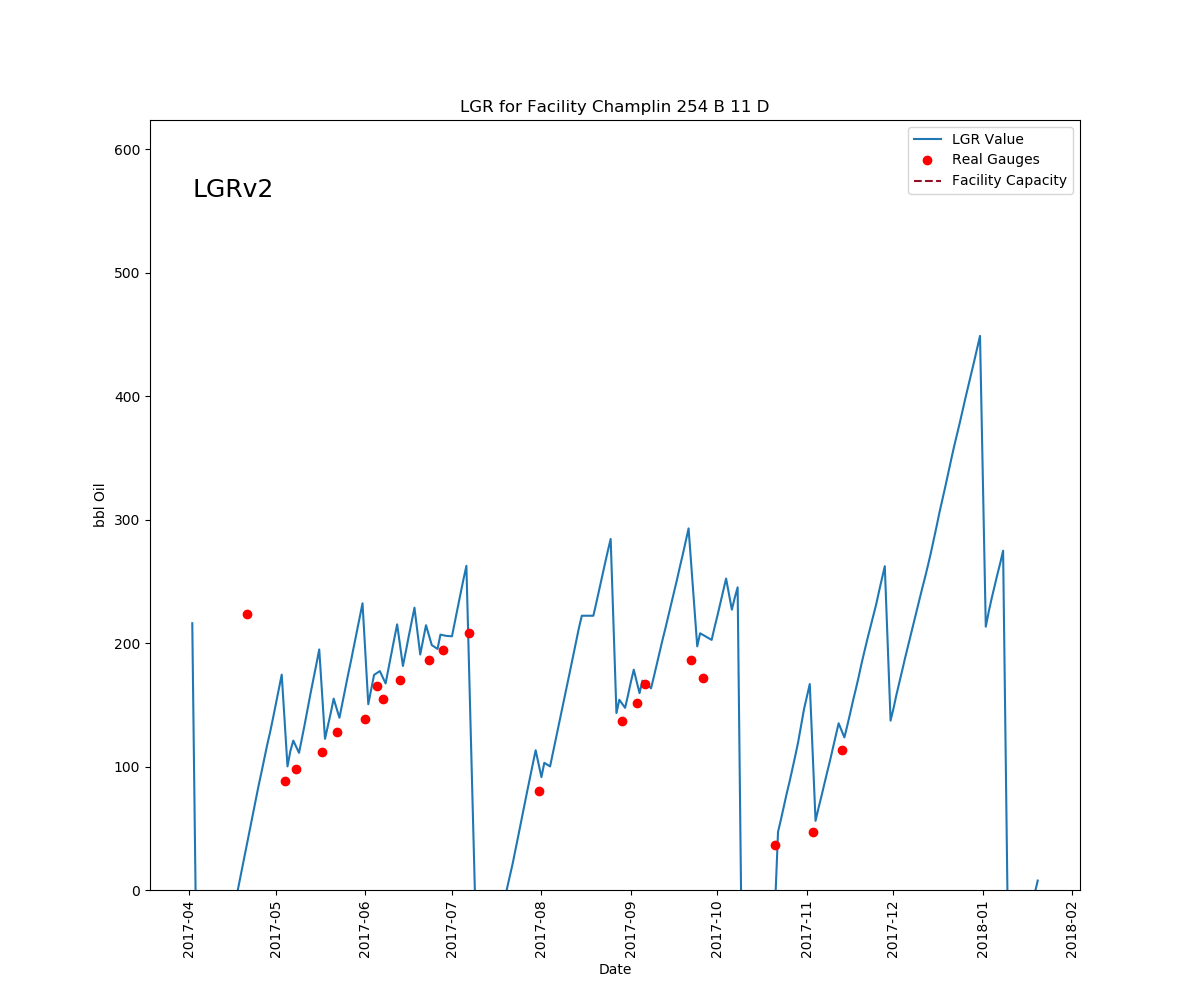 LGR for Facility Champlin 254 B 11 D
LGR Value
Real Gauges
Facility Capacity
LGRv2
600
500
400
300
200
100
0
bbl Oil
2017-04
2017-05
2017-06
2017-07
2017-08
2017-09
2017-10
2017-11
2017-12
2018-01
2018-02
Date